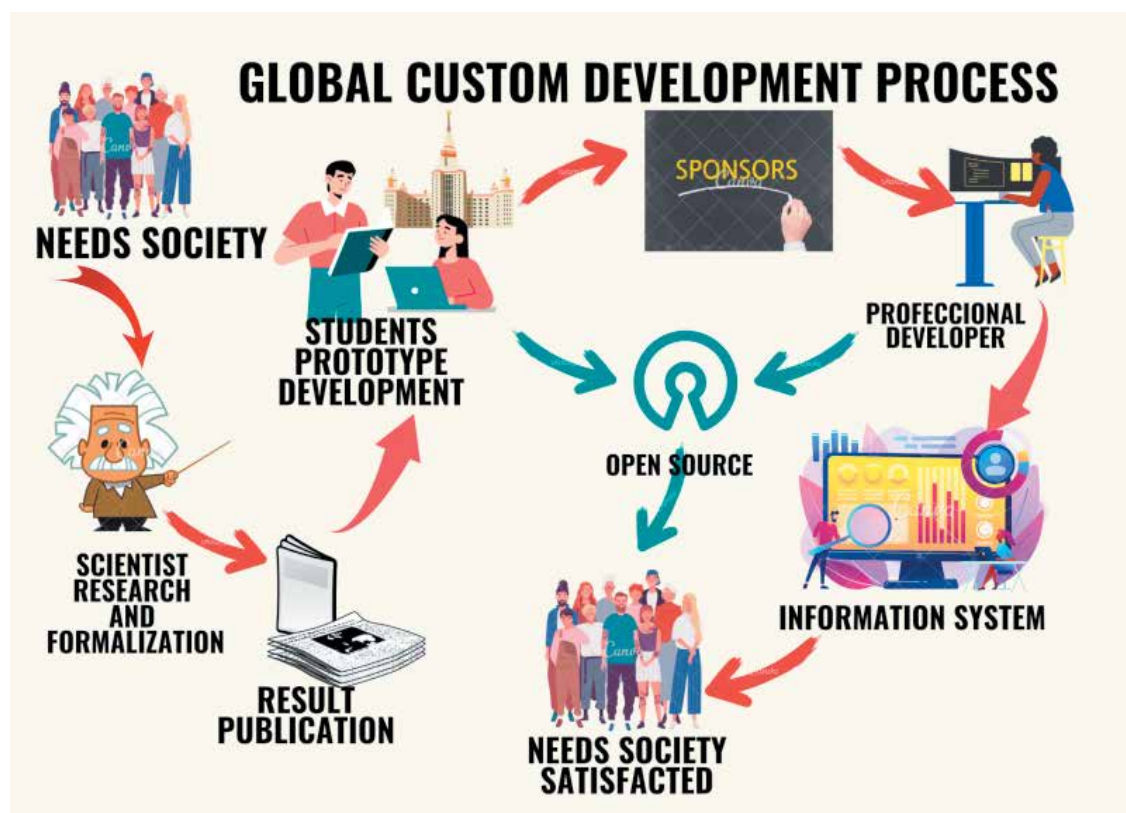 GLOBAL CUSTOM DEVELOPMENT PROCESS
NEEDS SOCIETY
SPONSORS
STUDENTS
PROTOTYPE
DEVELOPMENT
PROFECCIONAL
DEVELOPER
OPEN SOURCE
SCIENTIST
RESEARCH
AND
FORMALIZATION
RESULT
PUBLICATION
INFORMATION SYSTEM
NEEDS SOCIETY
SATISFACTED